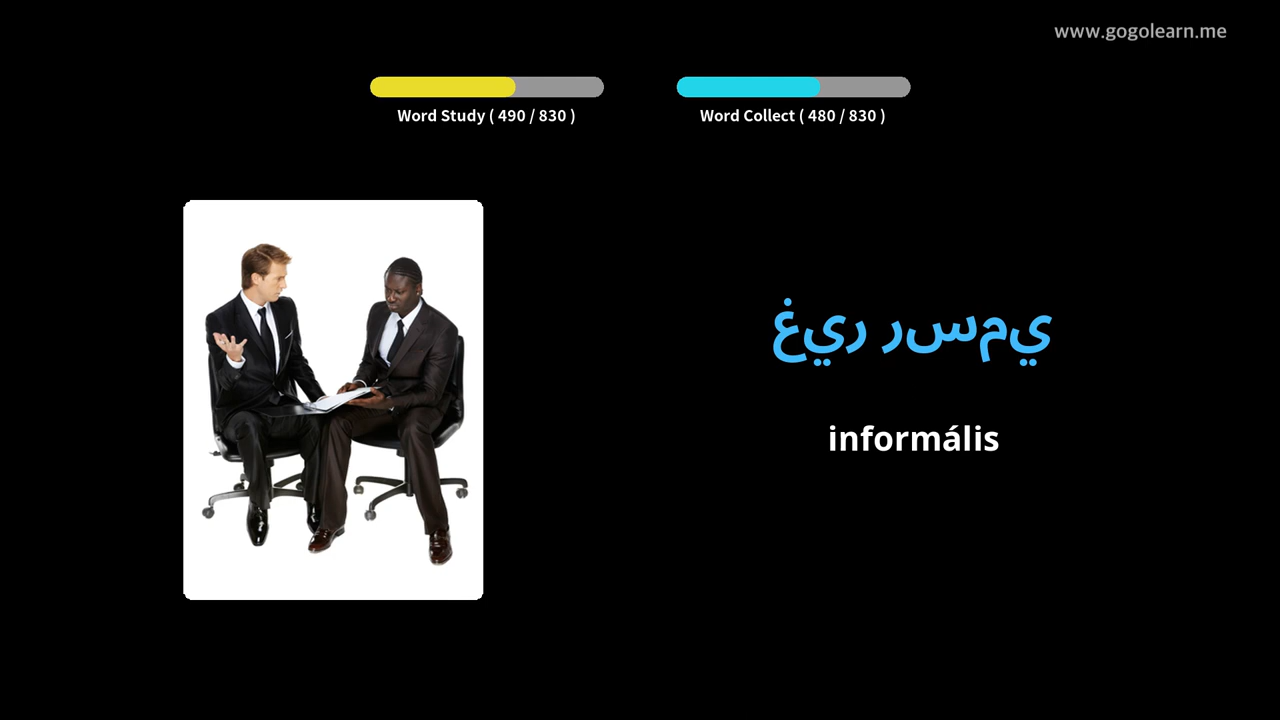 www.gogolearn.me
Word Study ( 490 / 830 )
Word Collect ( 480 / 830 )
غير رسمي
informális